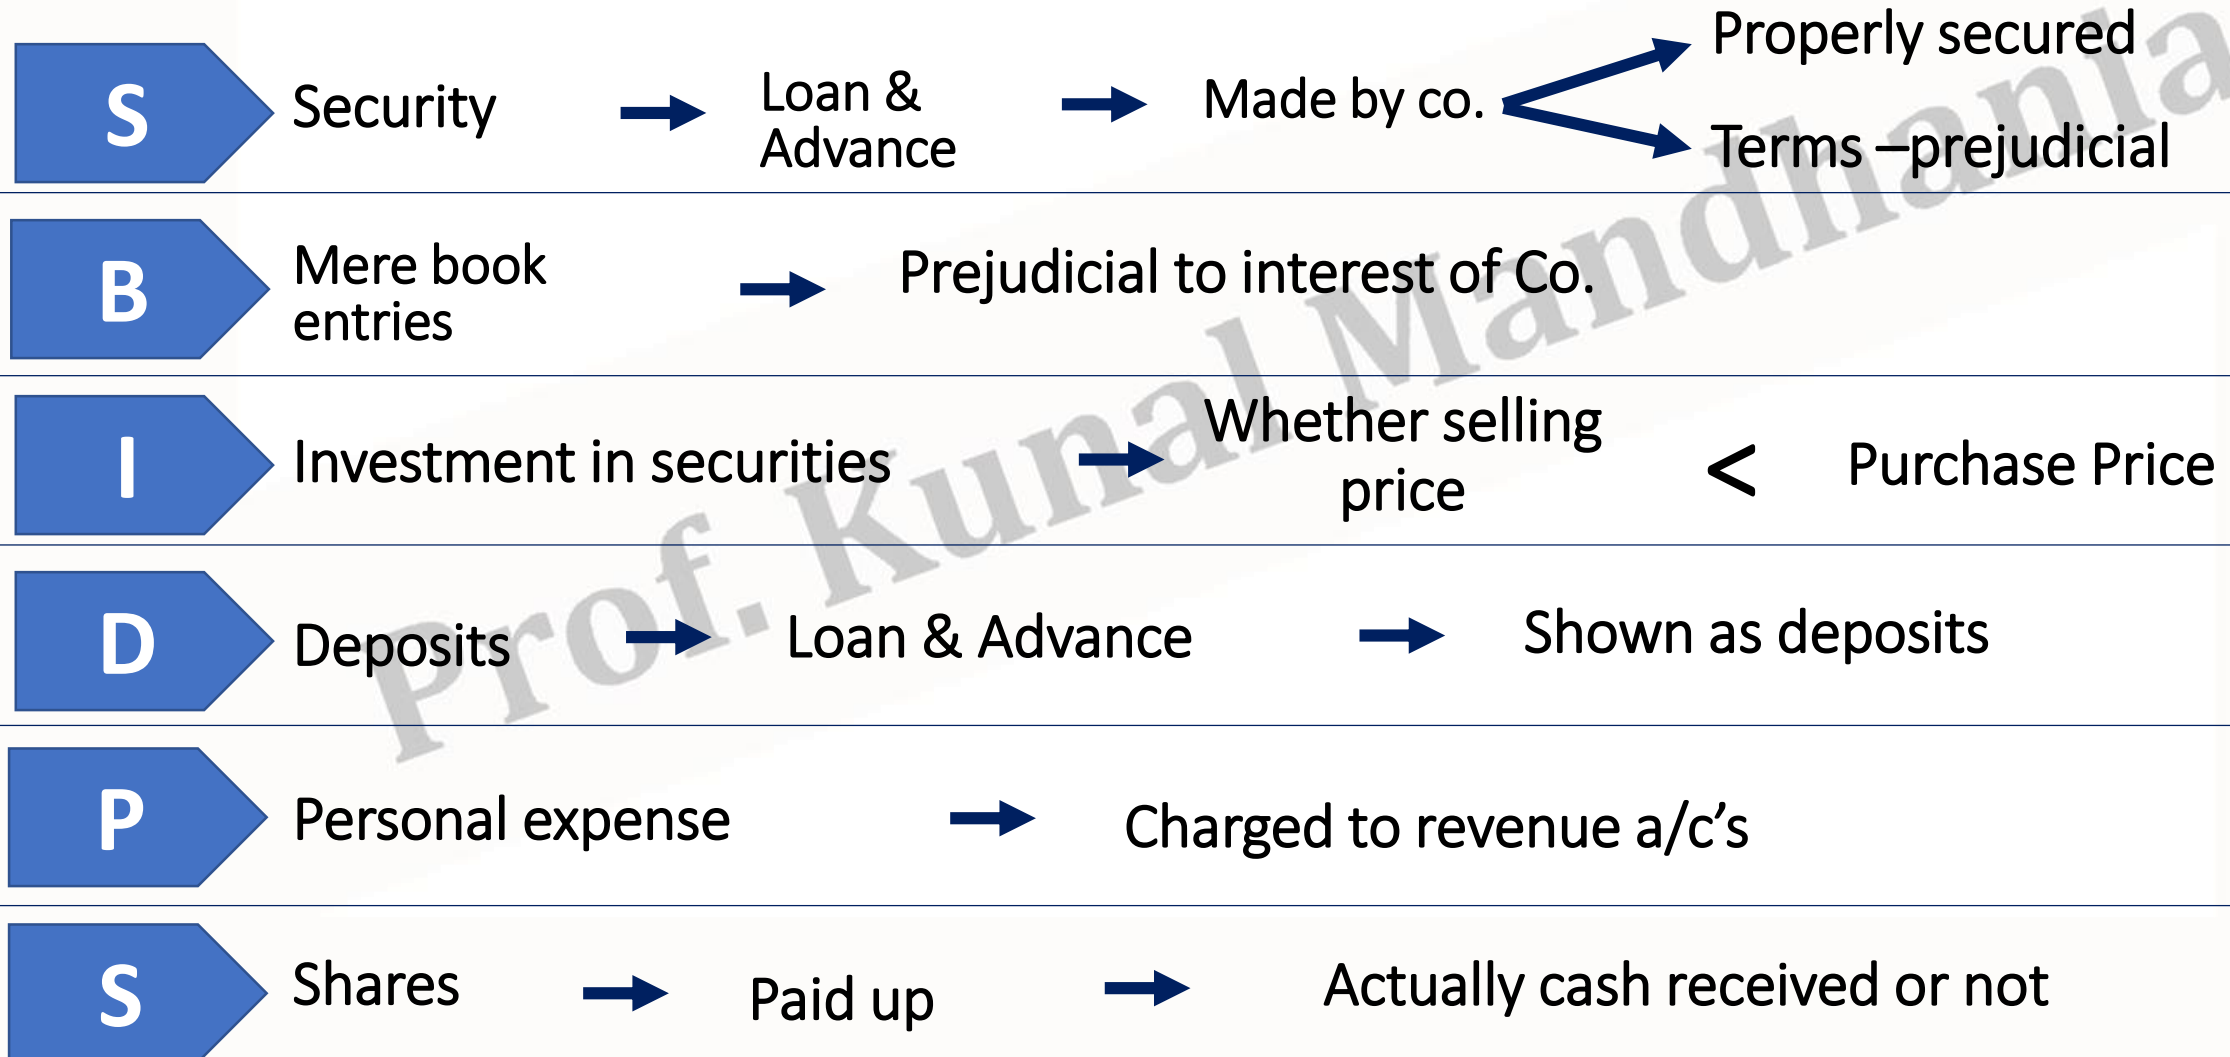 S
Security
Loan &
Advance
Made by co.
Properly secured
Terms –prejudicial
B
Mere book
entries
Prejudicial to interest of Co.
I
Investment in securities
Whether selling
price
<
Purchase Price
D
Deposits
Loan & Advance
Shown as deposits
P
Personal expense
Charged to revenue a/c’s
S
Shares
Paid up
Actually cash received or not
Prof. Kunal Mandhania